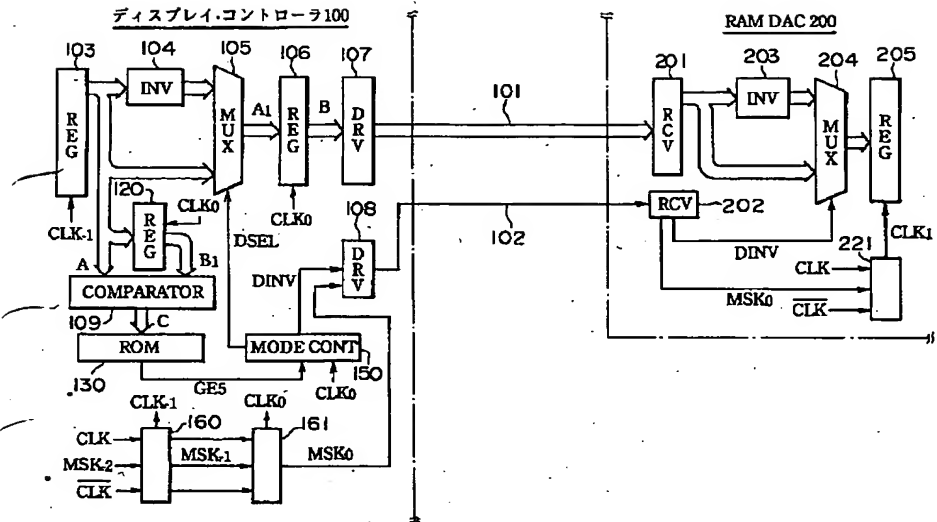 ディスプレイ・コントローラ100
RAM DAC 200
103
104
105
106
107
101
201
203
204
205
REG
INV
MUX
A1
REG
B
DRV
RCV
INV
MUX
REG
120
CLK0
CLK-1
REG
DSEL
CLK0
108
102
RCV
202
A
B1
DINV
DRV
DINV
221
CLK1
COMPARATOR
CLK
109
C
MSK0
CLK
ROM
MODE CONT
130
GE5
150
CLK0
CLK-1
160
CLK0
161
CLK
MSK-2
MSK-1
MSK0
CLK